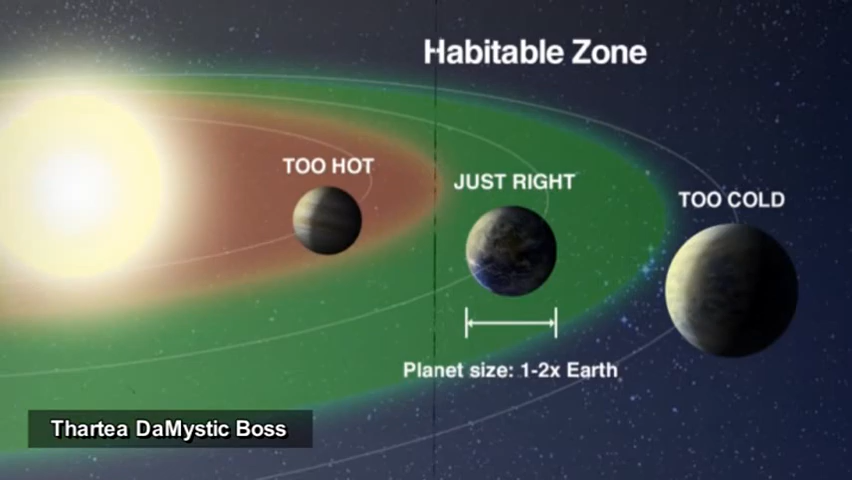 Habitable Zone
TOO HOT
JUST RIGHT
TOO COLD
Planet size: 1-2x Earth
Thartea DaMystic Boss